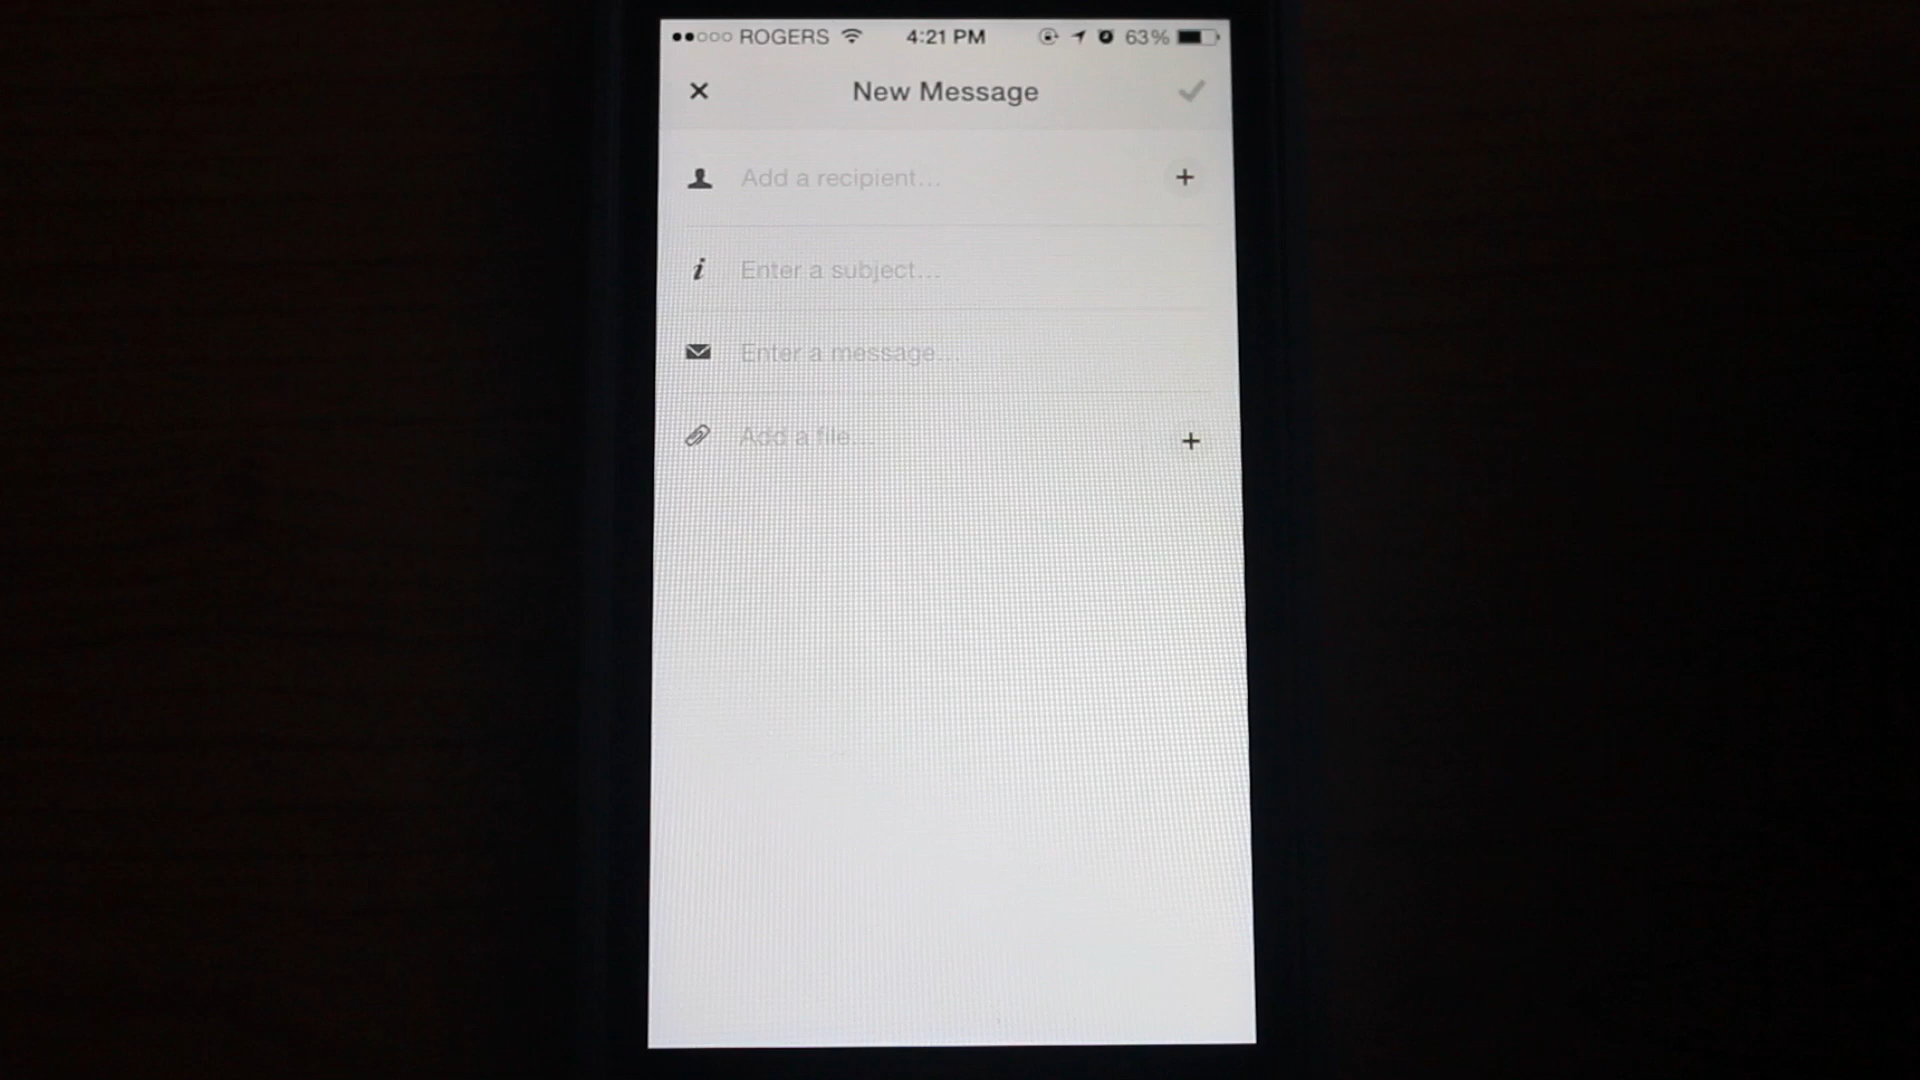 ROGERS 4:21 PM 63%
New Message
Add a recipient...
Enter a subject...
Enter a message...
Add a file...